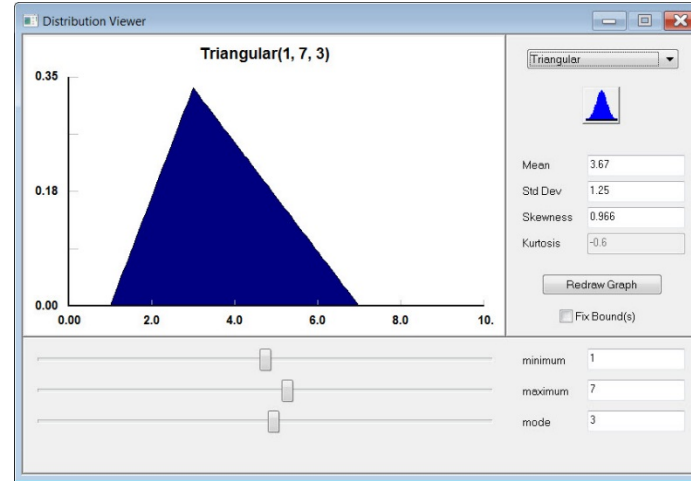 Distribution Viewer
Triangular(1, 7, 3)
0.35
0.18
0.00
0.00 2.0 4.0 6.0 8.0 10.
Triangular
Mean 3.67
Std Dev 1.25
Skewness 0.966
Kurtosis -0.6
Redraw Graph
Fix Bound(s)
minimum 1
maximum 7
mode 3